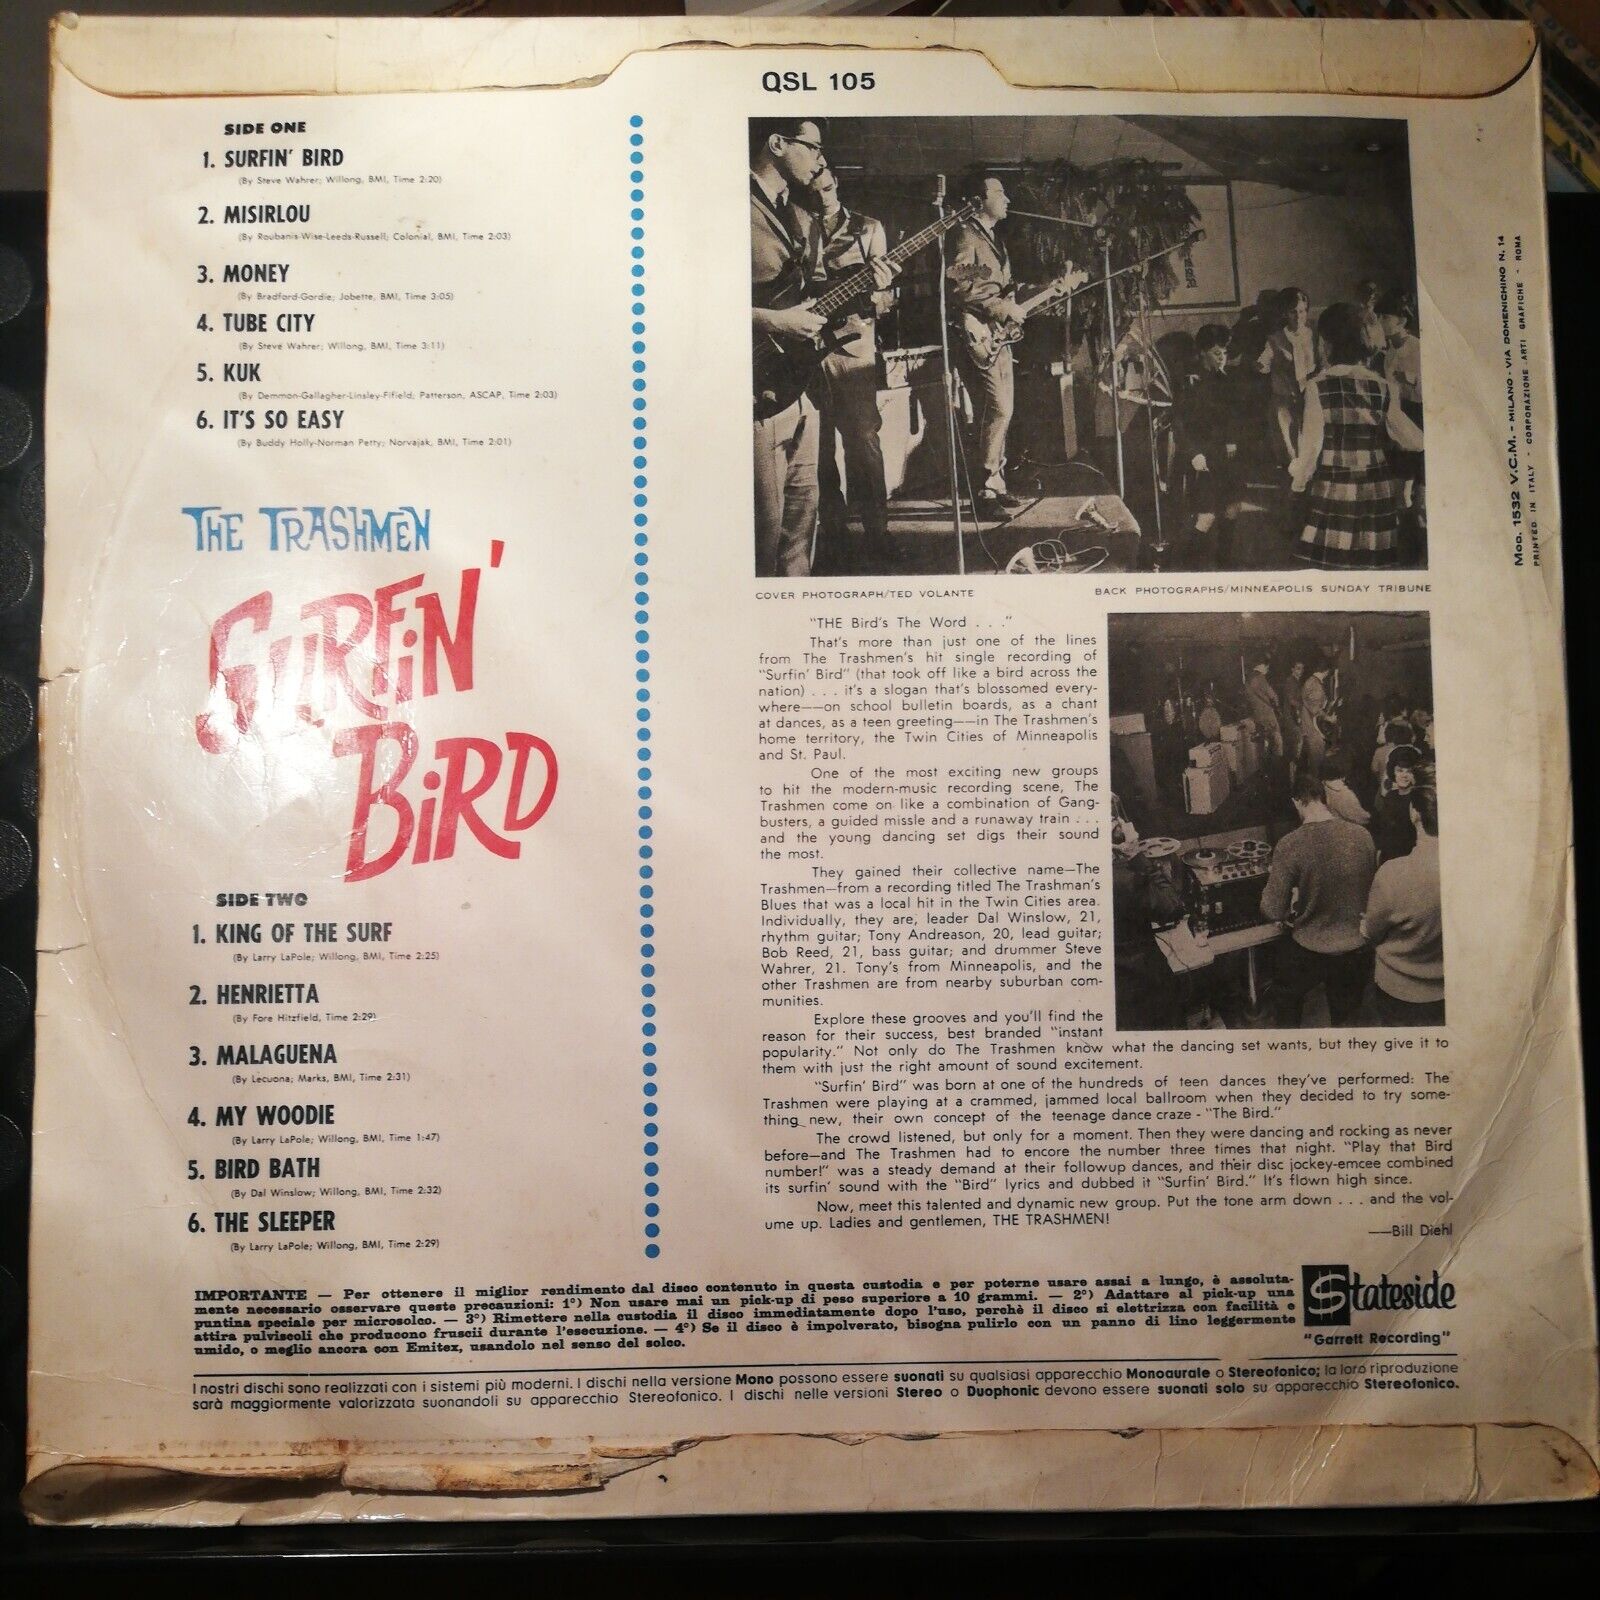 QSL 105
SIDE ONE
1. SURFIN' BIRD
(By Steve Wahrer; Willong, BMI, Time 2:20)
2. MISIRLOU
(By Roubanis-Wise-Leeds-Russell; Colonial, BMI, Time 2:03)
3. MONEY
(By Bradford-Gordie; Jobette, BMI, Time 3:05)
4. TUBE CITY
(By Steve Wahrer; Willong, BMI, Time 3:11)
5. KUK
(By Demmon-Gallagher-Linsley-Fifield; Patterson, ASCAP, Time 2:03)
6. IT'S SO EASY
(By Buddy Holly-Norman Petty; Norvajak, BMI, Time 2:01)
THE TRASHMEN
SURFIN'
BIRD
SIDE TWO
1. KING OF THE SURF
(By Larry LaPole; Willong, BMI, Time 2:25)
2. HENRIETTA
(By Fore Hitzfield, Time 2:29)
3. MALAGUENA
(By Lecuona; Marks, BMI, Time 2:31)
4. MY WOODIE
(By Larry LaPole; Willong, BMI, Time 1:47)
5. BIRD BATH
(By Dal Winslow; Willong, BMI, Time 2:32)
6. THE SLEEPER
(By Larry LaPole; Willong, BMI, Time 2:29)
COVER PHOTOGRAPH/TED VOLANTE
BACK PHOTOGRAPHS/MINNEAPOLIS SUNDAY TRIBUNE
"THE Bird's The Word . . ."
That's more than just one of the lines
from The Trashmen's hit single recording of
"Surfin' Bird" (that took off like a bird across the
nation) . . . it's a slogan that's blossomed every-
where—on school bulletin boards, as a chant
at dances, as a teen greeting—in The Trashmen's
home territory, the Twin Cities of Minneapolis
and St. Paul.
One of the most exciting new groups
to hit the modern-music recording scene, The
Trashmen come on like a combination of Gang-
busters, a guided missle and a runaway train . . .
and the young dancing set digs their sound
the most.
They gained their collective name—The
Trashmen—from a recording titled The Trashman's
Blues that was a local hit in the Twin Cities area.
Individually, they are, leader Dal Winslow, 21,
rhythm guitar; Tony Andreason, 20, lead guitar;
Bob Reed, 21, bass guitar; and drummer Steve
Wahrer, 21. Tony's from Minneapolis, and the
other Trashmen are from nearby suburban com-
munities.
Explore these grooves and you'll find the
reason for their success, best branded "instant
popularity." Not only do The Trashmen know what the dancing set wants, but they give it to
them with just the right amount of sound excitement.
"Surfin' Bird" was born at one of the hundreds of teen dances they've performed: The
Trashmen were playing at a crammed, jammed local ballroom when they decided to try some-
thing new, their own concept of the teenage dance craze - "The Bird."
The crowd listened, but only for a moment. Then they were dancing and rocking as never
before—and The Trashmen had to encore the number three times that night. "Play that Bird
number!" was a steady demand at their followup dances, and their disc jockey-emcee combined
its surfin' sound with the "Bird" lyrics and dubbed it "Surfin' Bird." It's flown high since.
Now, meet this talented and dynamic new group. Put the tone arm down . . . and the vol-
ume up. Ladies and gentlemen, THE TRASHMEN!
—Bill Diehl
Moo. 1532 V.C.M. - MILANO - VIA DOMENICHINO N. 14
PRINTED IN ITALY - CORPORAZIONE ARTI GRAFICHE - ROMA
IMPORTANTE — Per ottenere il miglior rendimento dal disco contenuto in questa custodia e per poterne usare assai a lungo, è assoluta-
mente necessario osservare queste precauzioni: 1°) Non usare mai un pick-up di peso superiore a 10 grammi. — 2°) Adattare al pick-up una
puntina speciale per microsolco. — 3°) Rimettere nella custodia il disco immediatamente dopo l'uso, perchè il disco si elettrizza con facilità e
attira pulviscoli che producono fruscii durante l'esecuzione. — 4°) Se il disco è impolverato, bisogna pulirlo con un panno di lino leggermente
umido, o meglio ancora con Emitex, usandolo nel senso del solco.
Stateside
"Garrett Recording"
I nostri dischi sono realizzati con i sistemi più moderni. I dischi nella versione Mono possono essere suonati su qualsiasi apparecchio Monoaurale o Stereofonico; la loro riproduzione
sarà maggiormente valorizzata suonandoli su apparecchio Stereofonico. I dischi nelle versioni Stereo o Duophonic devono essere suonati solo su apparecchio Stereofonico.